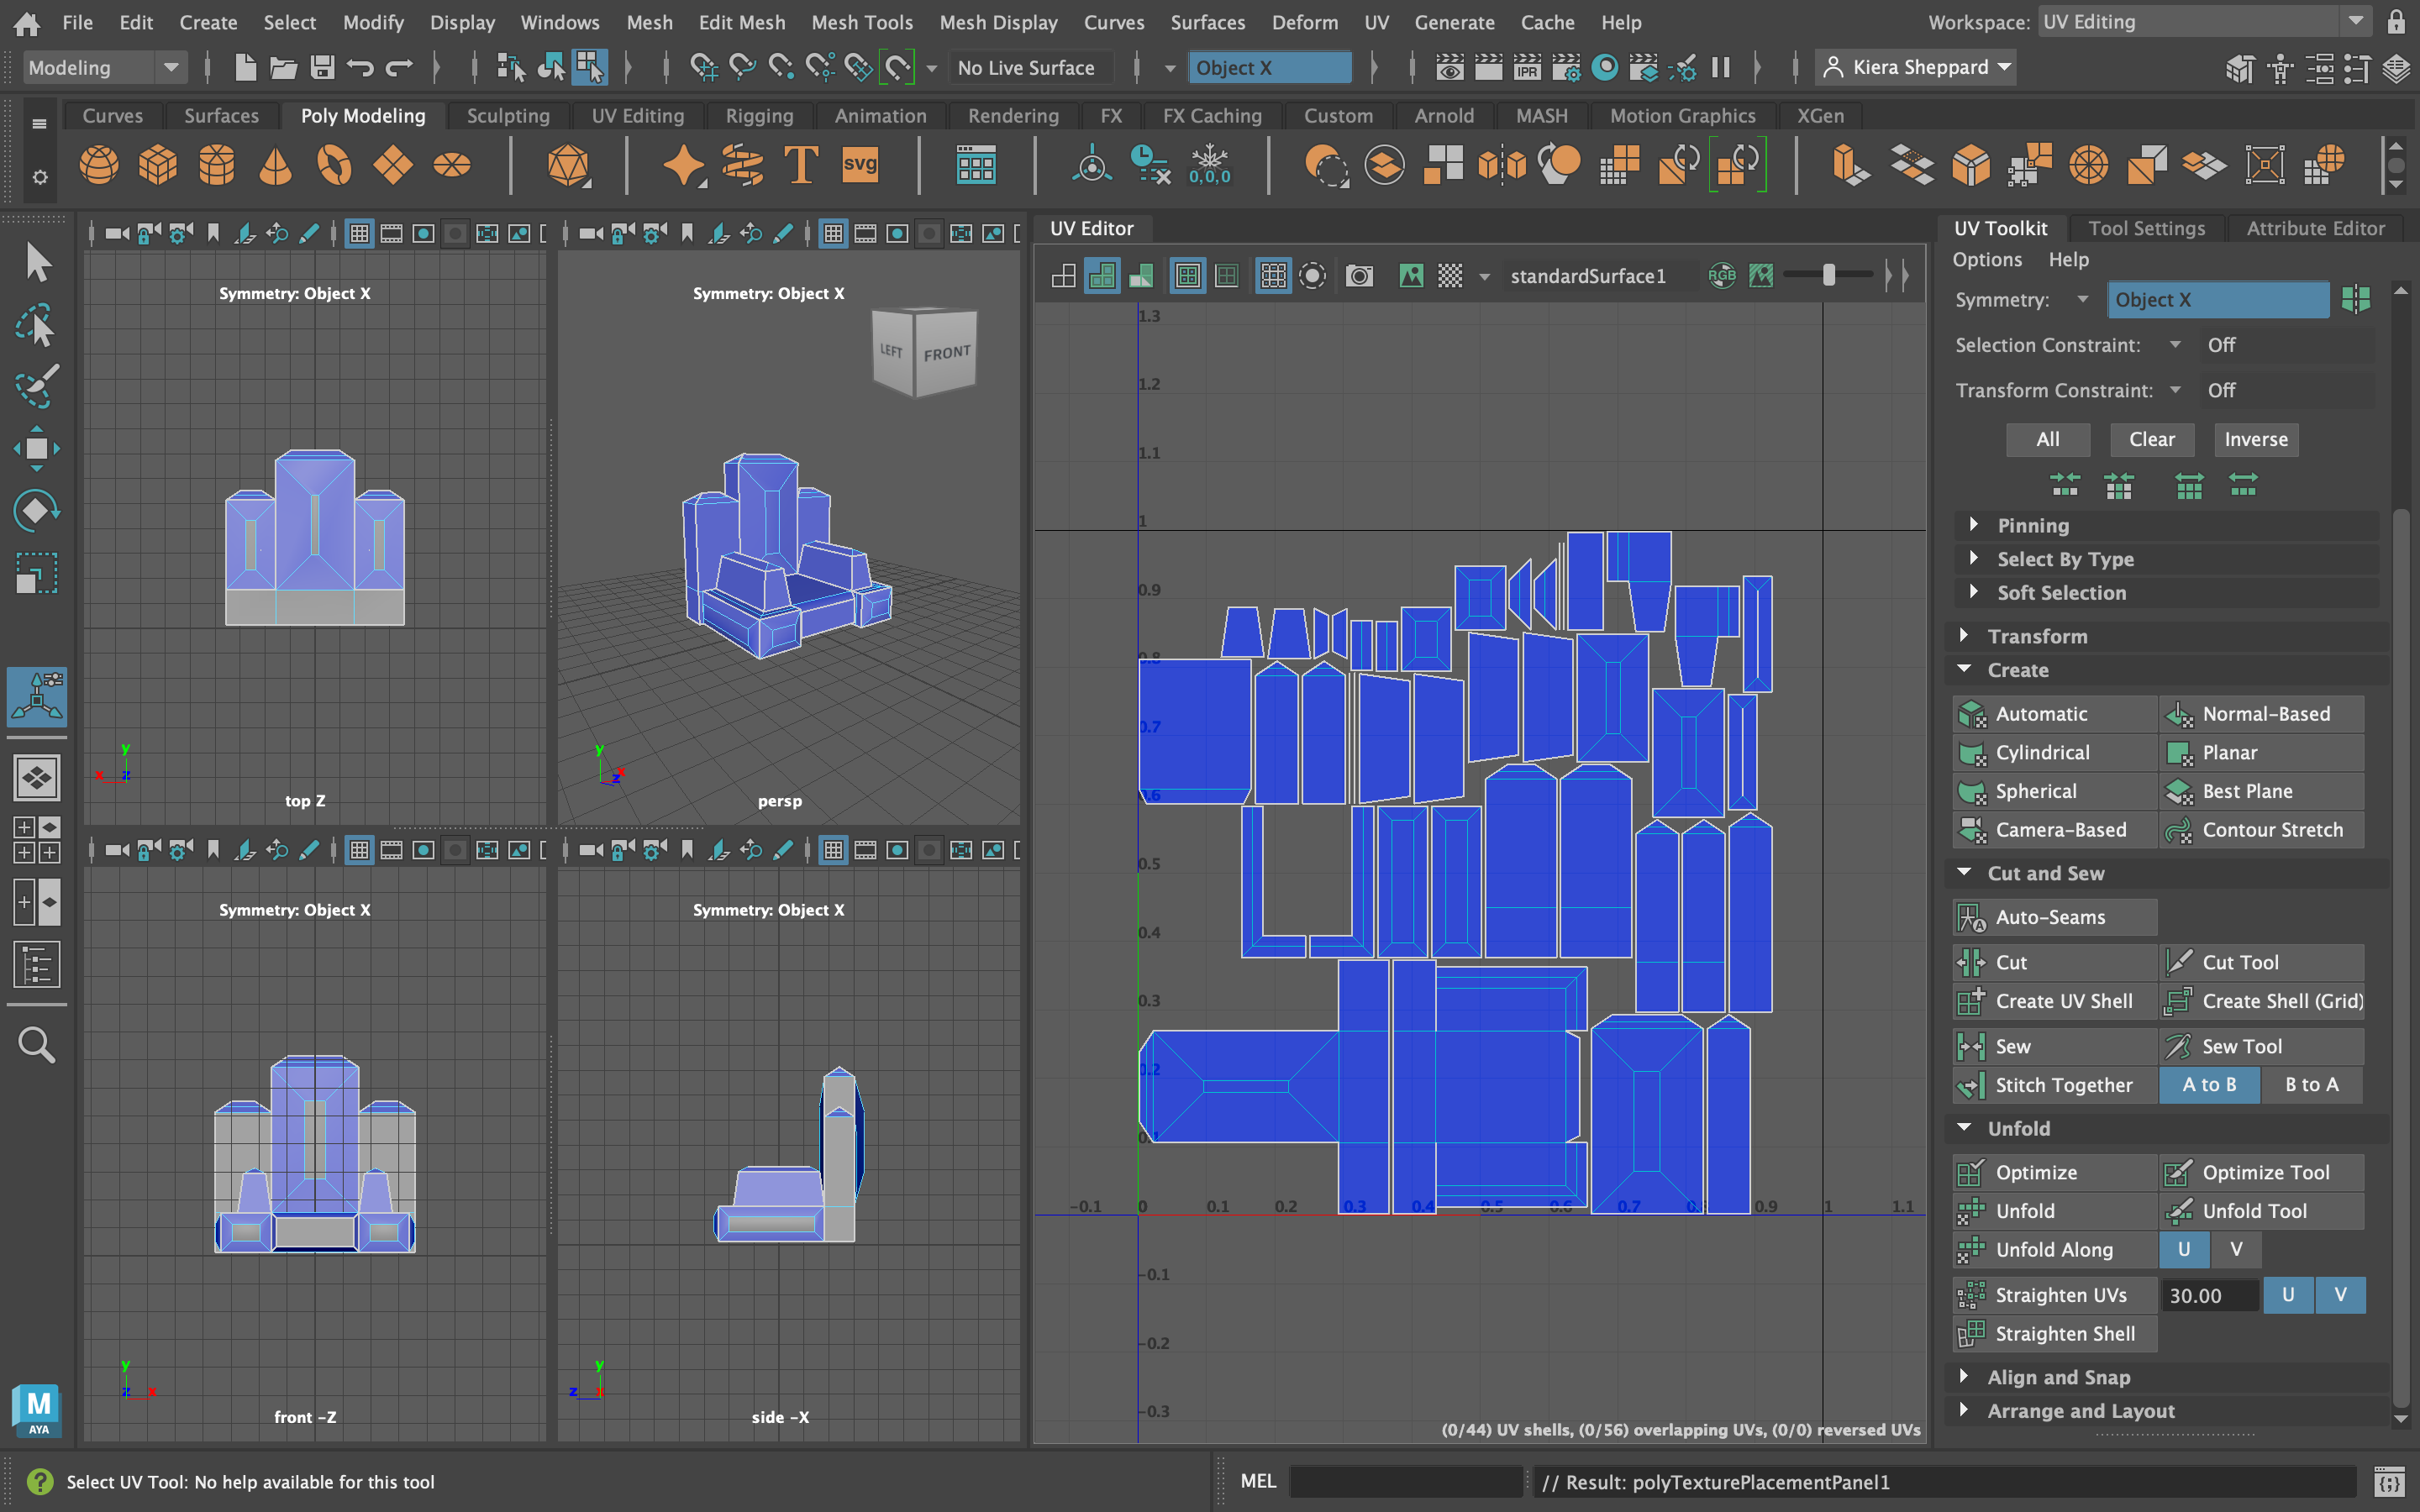 File Edit Create Select Modify Display Windows Mesh Edit Mesh Mesh Tools Mesh Display Curves Surfaces Deform UV Generate Cache Help Workspace: UV Editing
Modeling No Live Surface Object X IPR Kiera Sheppard
Curves Surfaces Poly Modeling Sculpting UV Editing Rigging Animation Rendering FX FX Caching Custom Arnold MASH Motion Graphics XGen
T svg 0,0,0
Symmetry: Object X
top Z
y
x z
Symmetry: Object X
LEFT FRONT
persp
y
z x
Symmetry: Object X
front -Z
y
z x
Symmetry: Object X
side -X
y
z x
UV Editor
standardSurface1 RGB
1.3
1.2
1.1
1
0.9
0.8
0.7
0.6
0.5
0.4
0.3
0.2
0.1
-0.1 0 0.1 0.2 0.3 0.4 0.5 0.6 0.7 0.8 0.9 1 1.1
-0.1
-0.2
-0.3
(0/44) UV shells, (0/56) overlapping UVs, (0/0) reversed UVs
UV Toolkit Tool Settings Attribute Editor
Options Help
Symmetry: Object X
Selection Constraint: Off
Transform Constraint: Off
All Clear Inverse
Pinning
Select By Type
Soft Selection
Transform
Create
Automatic Normal-Based
Cylindrical Planar
Spherical Best Plane
Camera-Based Contour Stretch
Cut and Sew
Auto-Seams
Cut Cut Tool
Create UV Shell Create Shell (Grid)
Sew Sew Tool
Stitch Together A to B B to A
Unfold
Optimize Optimize Tool
Unfold Unfold Tool
Unfold Along U V
Straighten UVs 30.00 U V
Straighten Shell
Align and Snap
Arrange and Layout
M
AYA
Select UV Tool: No help available for this tool
MEL // Result: polyTexturePlacementPanel1